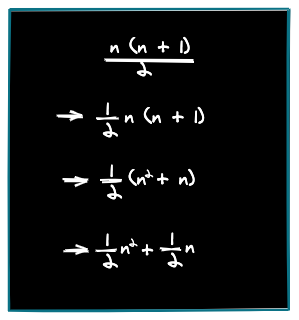 n (n + 1)
2
→ 1/2 n (n + 1)
→ 1/2 (n² + n)
→ 1/2 n² + 1/2 n